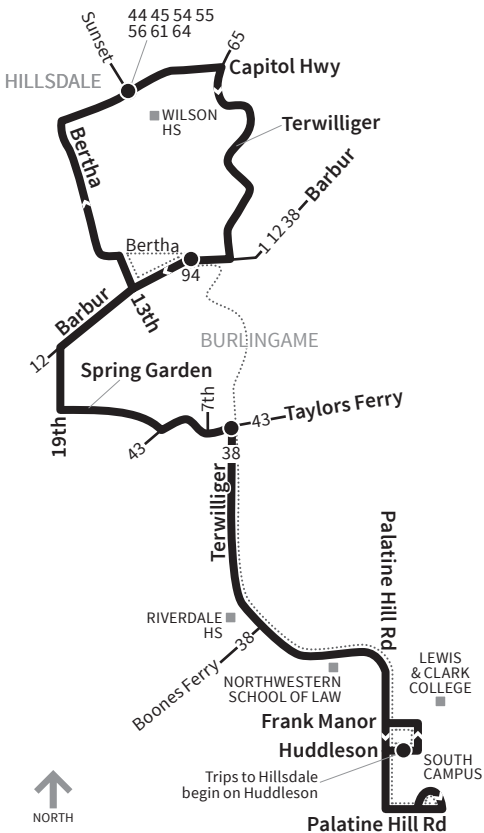 44 45 54 55
56 61 64
Sunset
65
HILLSDALE
Capitol Hwy
WILSON
HS
Terwilliger
Bertha
Barbur
1 12 38
Bertha
94
13th
Barbur
12
BURLINGAME
Spring Garden
7th
43
Taylors Ferry
19th
43
38
Terwilliger
Palatine Hill Rd
RIVERDALE
HS
38
Boones Ferry
NORTHWESTERN
SCHOOL OF LAW
LEWIS
& CLARK
COLLEGE
Frank Manor
Huddleson
SOUTH
CAMPUS
Trips to Hillsdale
begin on Huddleson
NORTH
Palatine Hill Rd